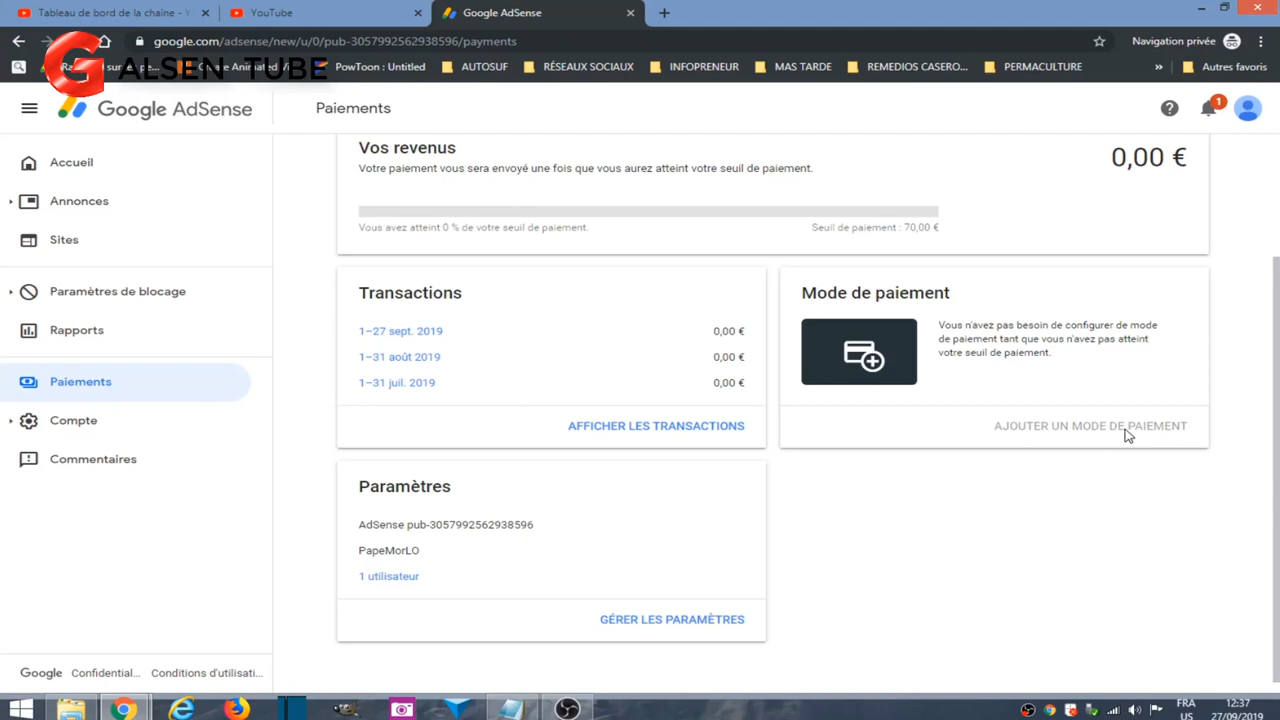 Tableau de bord de la chaîne - Y
YouTube
Google AdSense
google.com/adsense/new/u/0/pub-3057992562938596/payments
Navigation privée
PowToon : Untitled
AUTOSUF
RÉSEAUX SOCIAUX
INFOPRENEUR
MAS TARDE
REMEDIOS CASERO...
PERMACULTURE
»
Autres favoris
GALSEN TUBE
Google AdSense
Paiements
1
Accueil
Annonces
Sites
Paramètres de blocage
Rapports
Paiements
Compte
Commentaires
Google
Confidential...
Conditions d'utilisati...
Vos revenus
0,00 €
Votre paiement vous sera envoyé une fois que vous aurez atteint votre seuil de paiement.
Vous avez atteint 0 % de votre seuil de paiement.
Seuil de paiement : 70,00 €
Transactions
1–27 sept. 2019 0,00 €
1–31 août 2019 0,00 €
1–31 juil. 2019 0,00 €
AFFICHER LES TRANSACTIONS
Mode de paiement
Vous n'avez pas besoin de configurer de mode
de paiement tant que vous n'avez pas atteint
votre seuil de paiement.
AJOUTER UN MODE DE PAIEMENT
Paramètres
AdSense pub-3057992562938596
PapeMorLO
1 utilisateur
GÉRER LES PARAMÈTRES
FRA
US
12:37
27/09/2019